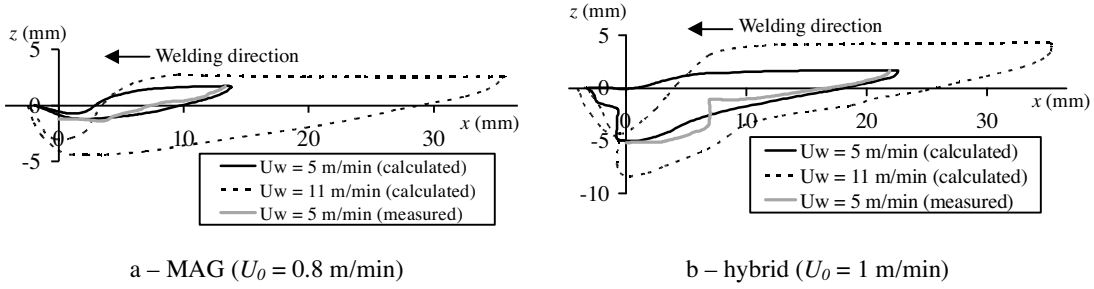 z (mm)
5
Welding direction
0
0
10
20
30
x (mm)
-5
Uw = 5 m/min (calculated)
Uw = 11 m/min (calculated)
Uw = 5 m/min (measured)
a – MAG (U0 = 0.8 m/min)
z (mm)
5
Welding direction
0
0
10
20
30
x (mm)
-5
-10
Uw = 5 m/min (calculated)
Uw = 11 m/min (calculated)
Uw = 5 m/min (measured)
b – hybrid (U0 = 1 m/min)